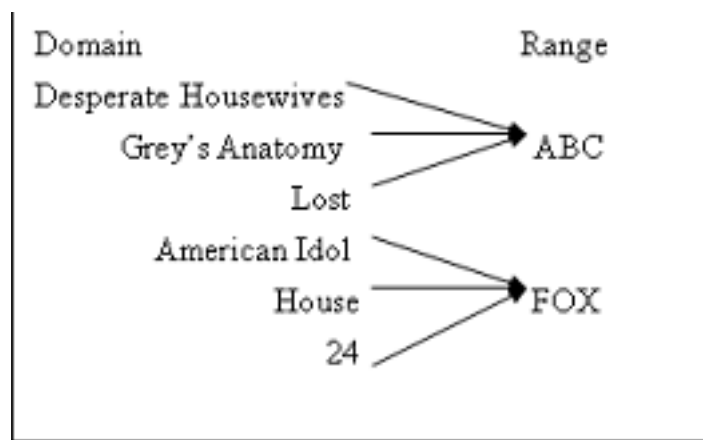 Domain Range
Desperate Housewives
Grey's Anatomy ABC
Lost
American Idol
House FOX
24